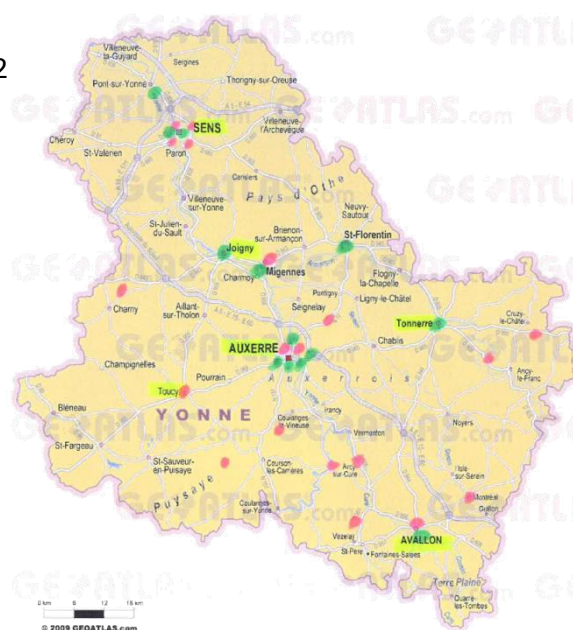 2
GEOATLAS.com
Villeneuve-
la-Guyard
Sergines
Pont-sur-Yonne
Thorigny-sur-Oreuse
SENS
Villeneuve-
l'Archevêque
Chéroy
St-Valérien
Paron
Cerisiers
Pays d'Othe
Villeneuve-
sur-Yonne
Neuvy-
Sautour
St-Julien-
du-Sault
Brienon-
sur-Armançon
St-Florentin
Joigny
Migennes
Charmoy
Flogny-
la-Chapelle
Charny
Aillant-
sur-Tholon
Seignelay
Pontigny
Ligny-le-Châtel
Tonnerre
Cruzy-
le-Châtel
AUXERRE
Chablis
Ancy-
le-Franc
Champignelles
Pourrain
Auxerrois
Toucy
YONNE
Bléneau
Coulanges-
la-Vineuse
Irancy
Vermenton
Noyers
St-Fargeau
St-Sauveur-
en-Puisaye
Courson-
les-Carrières
Arcy-
sur-Cure
L'Isle-
sur-Serein
Puysaye
Coulanges-
sur-Yonne
Montréal
Guillon
Vézelay
AVALLON
St-Père
Fontaines-Salées
Terre Plaine
Quarré-
les-Tombes
0 km 6 12 18 km
© 2009 GEOATLAS.com